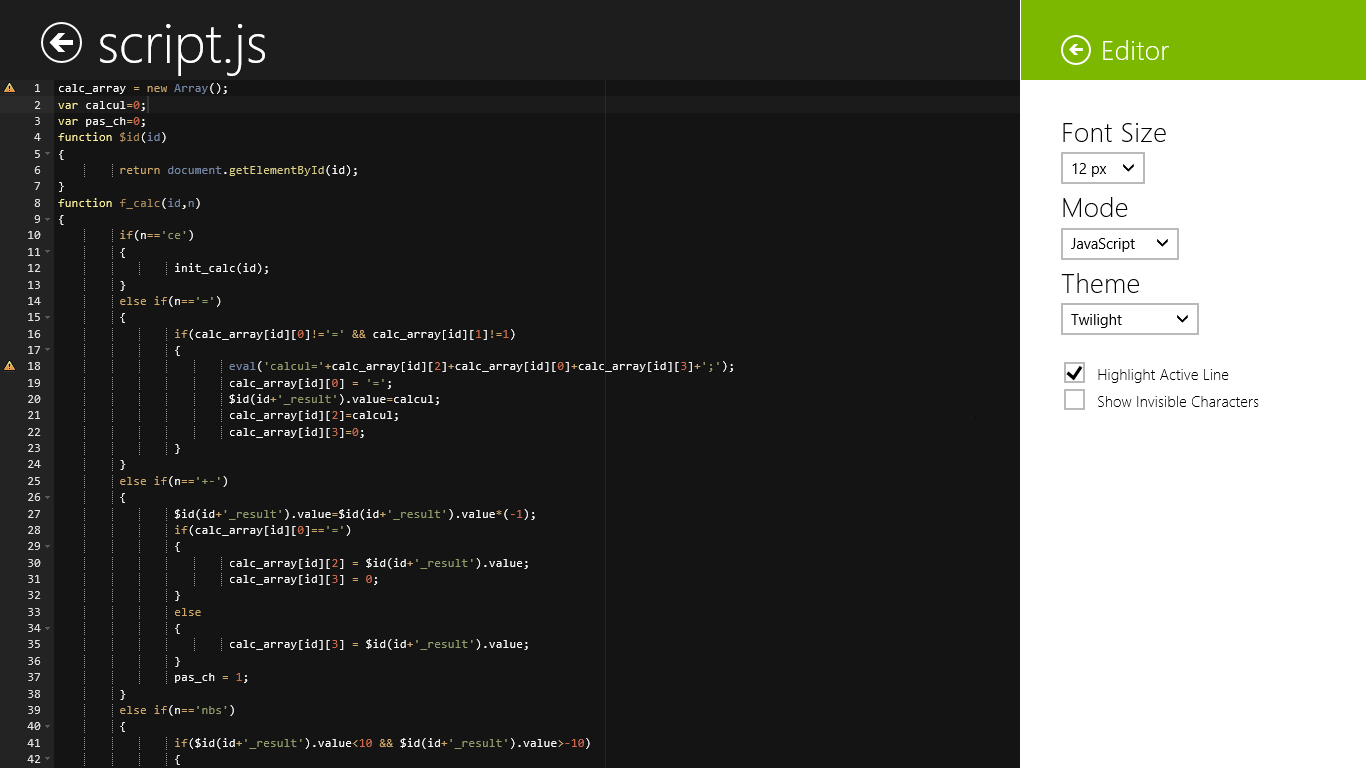 script.js
1 calc_array = new Array();
2 var calcul=0;
3 var pas_ch=0;
4 function $id(id)
5 {
6 return document.getElementById(id);
7 }
8 function f_calc(id,n)
9 {
10 if(n=='ce')
11 {
12 init_calc(id);
13 }
14 else if(n=='=')
15 {
16 if(calc_array[id][0]!='=' && calc_array[id][1]!=1)
17 {
18 eval('calcul='+calc_array[id][2]+calc_array[id][0]+calc_array[id][3]+';');
19 calc_array[id][0] = '=';
20 $id(id+'_result').value=calcul;
21 calc_array[id][2]=calcul;
22 calc_array[id][3]=0;
23 }
24 }
25 else if(n=='+-')
26 {
27 $id(id+'_result').value=$id(id+'_result').value*(-1);
28 if(calc_array[id][0]=='=')
29 {
30 calc_array[id][2] = $id(id+'_result').value;
31 calc_array[id][3] = 0;
32 }
33 else
34 {
35 calc_array[id][3] = $id(id+'_result').value;
36 }
37 pas_ch = 1;
38 }
39 else if(n=='nbs')
40 {
41 if($id(id+'_result').value<10 && $id(id+'_result').value>-10)
42 {
Editor
Font Size
12 px
Mode
JavaScript
Theme
Twilight
Highlight Active Line
Show Invisible Characters